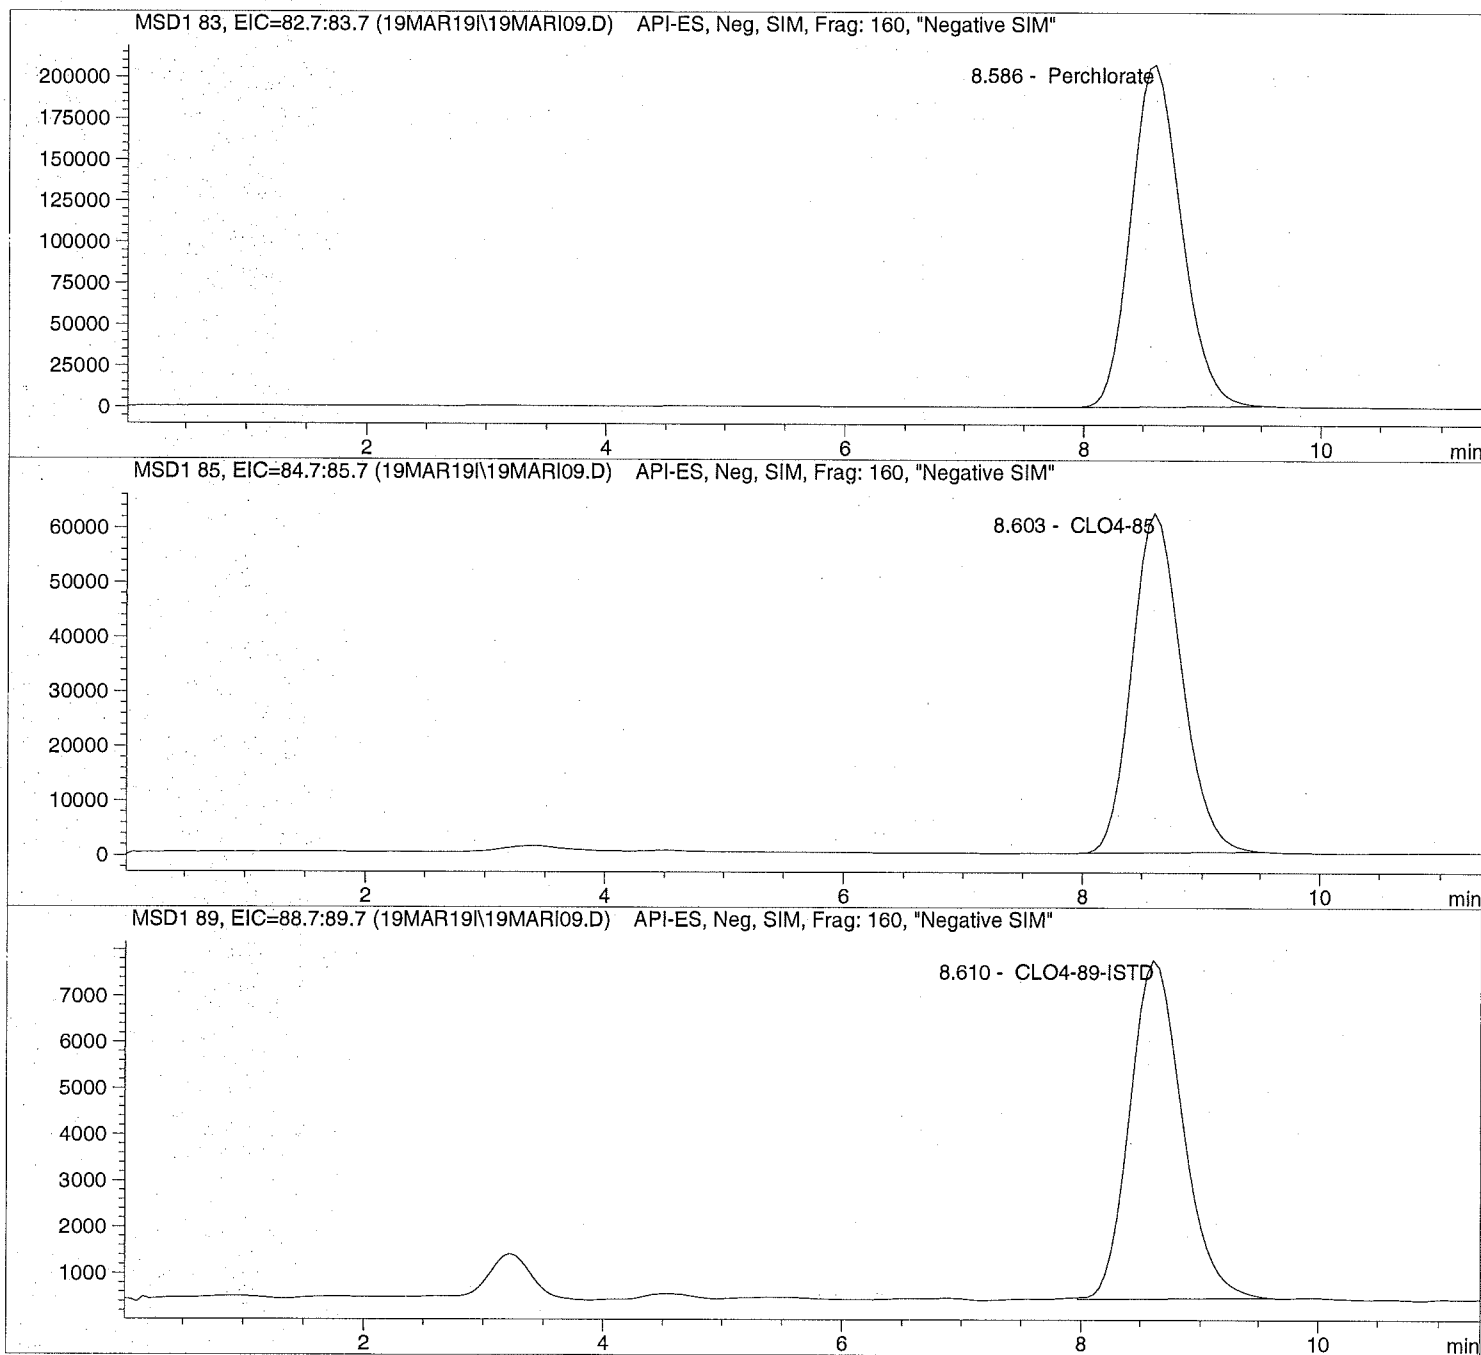 MSD1 83, EIC=82.7:83.7 (19MAR19I\19MARI09.D) API-ES, Neg, SIM, Frag: 160, "Negative SIM"
8.586 - Perchlorate
200000
175000
150000
125000
100000
75000
50000
25000
0
2 4 6 8 10 min
MSD1 85, EIC=84.7:85.7 (19MAR19I\19MARI09.D) API-ES, Neg, SIM, Frag: 160, "Negative SIM"
8.603 - CLO4-85
60000
50000
40000
30000
20000
10000
0
2 4 6 8 10 min
MSD1 89, EIC=88.7:89.7 (19MAR19I\19MARI09.D) API-ES, Neg, SIM, Frag: 160, "Negative SIM"
8.610 - CLO4-89-ISTD
7000
6000
5000
4000
3000
2000
1000
2 4 6 8 10 min